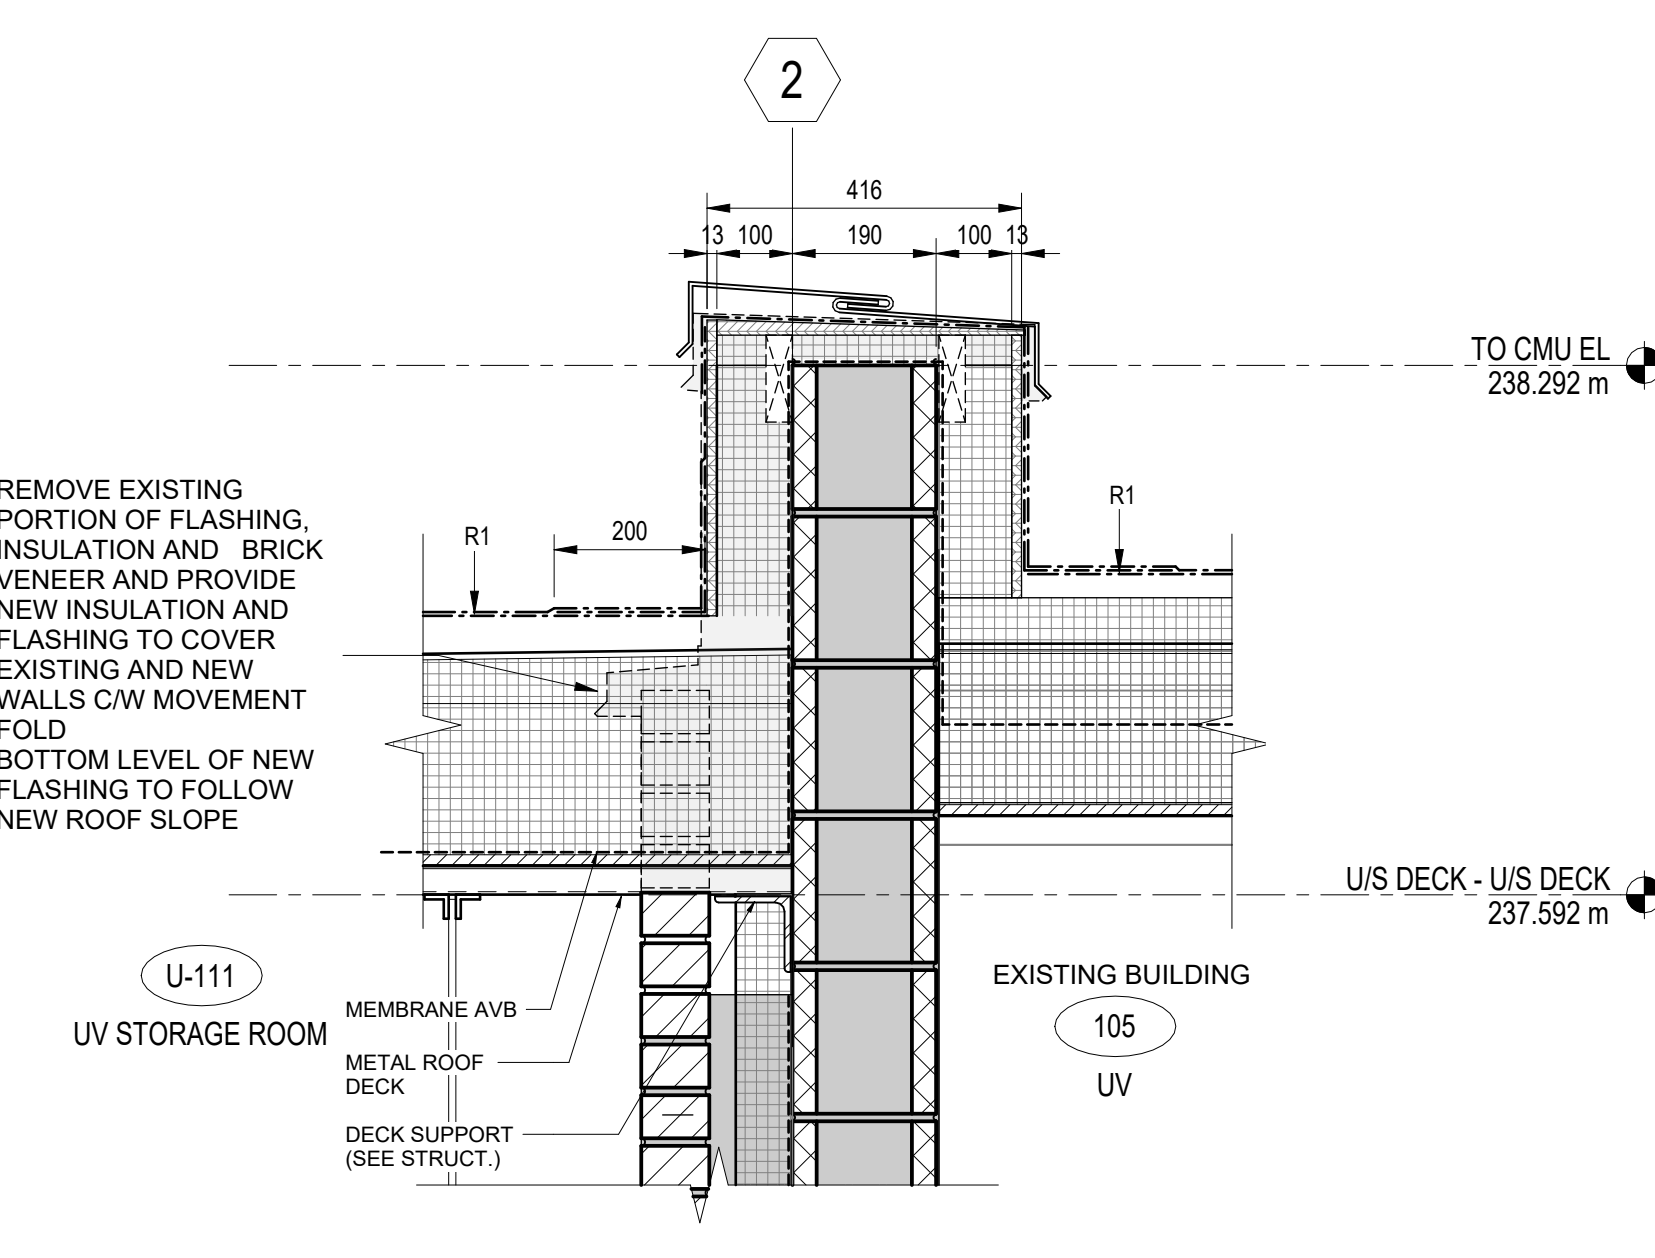 2
416
13 100 190 100 13
TO CMU EL
238.292 m
REMOVE EXISTING
PORTION OF FLASHING,
INSULATION AND BRICK
VENEER AND PROVIDE
NEW INSULATION AND
FLASHING TO COVER
EXISTING AND NEW
WALLS C/W MOVEMENT
FOLD
BOTTOM LEVEL OF NEW
FLASHING TO FOLLOW
NEW ROOF SLOPE
R1
200
R1
U/S DECK - U/S DECK
237.592 m
U-111
UV STORAGE ROOM
MEMBRANE AVB
METAL ROOF
DECK
DECK SUPPORT
(SEE STRUCT.)
EXISTING BUILDING
105
UV